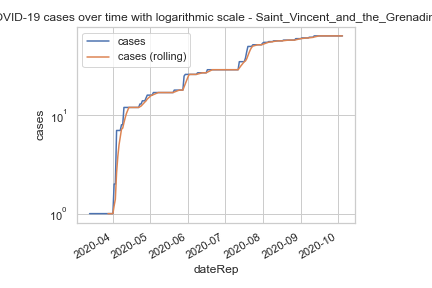 OVID-19 cases over time with logarithmic scale - Saint_Vincent_and_the_Grenadin
cases
cases (rolling)
10¹
10⁰
cases
2020-04
2020-05
2020-06
2020-07
2020-08
2020-09
2020-10
dateRep